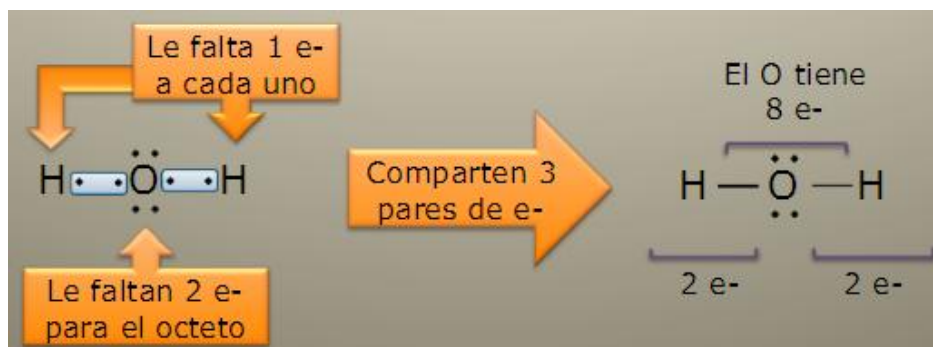 Le falta 1 e-
a cada uno
H O H
Le faltan 2 e-
para el octeto
Comparten 3
pares de e-
El O tiene
8 e-
H — O — H
2 e- 2 e-